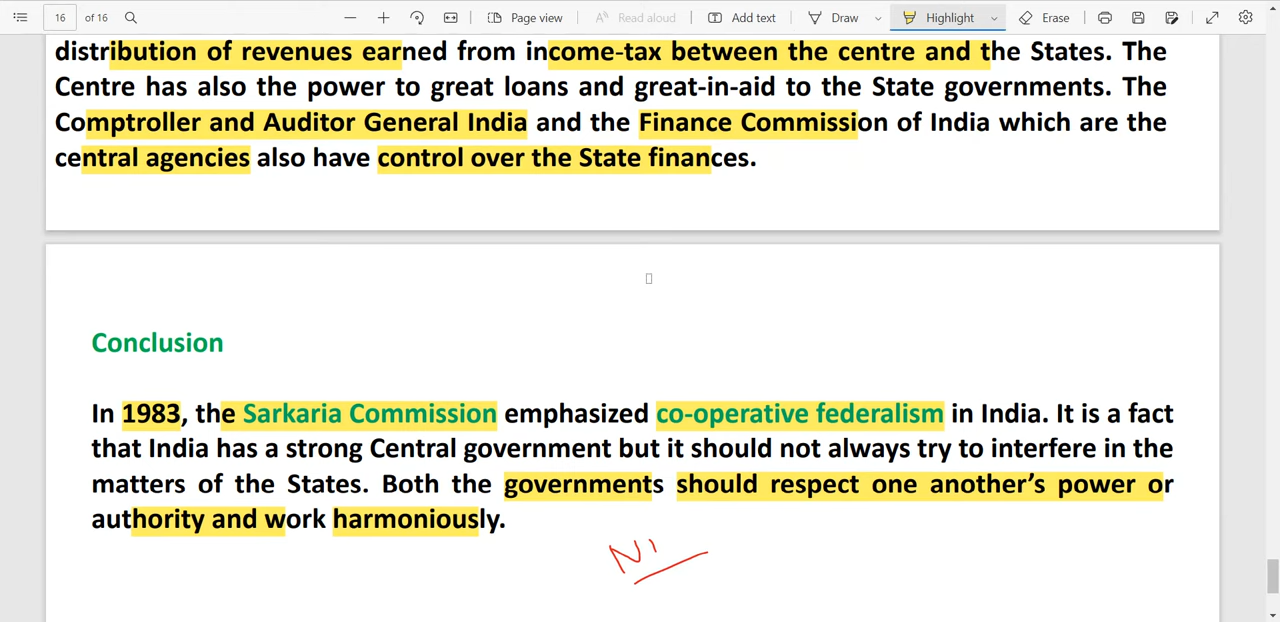 16 of 16 Page view Read aloud Add text Draw Highlight Erase
distribution of revenues earned from income-tax between the centre and the States. The
Centre has also the power to great loans and great-in-aid to the State governments. The
Comptroller and Auditor General India and the Finance Commission of India which are the
central agencies also have control over the State finances.
Conclusion
In 1983, the Sarkaria Commission emphasized co-operative federalism in India. It is a fact
that India has a strong Central government but it should not always try to interfere in the
matters of the States. Both the governments should respect one another’s power or
authority and work harmoniously.